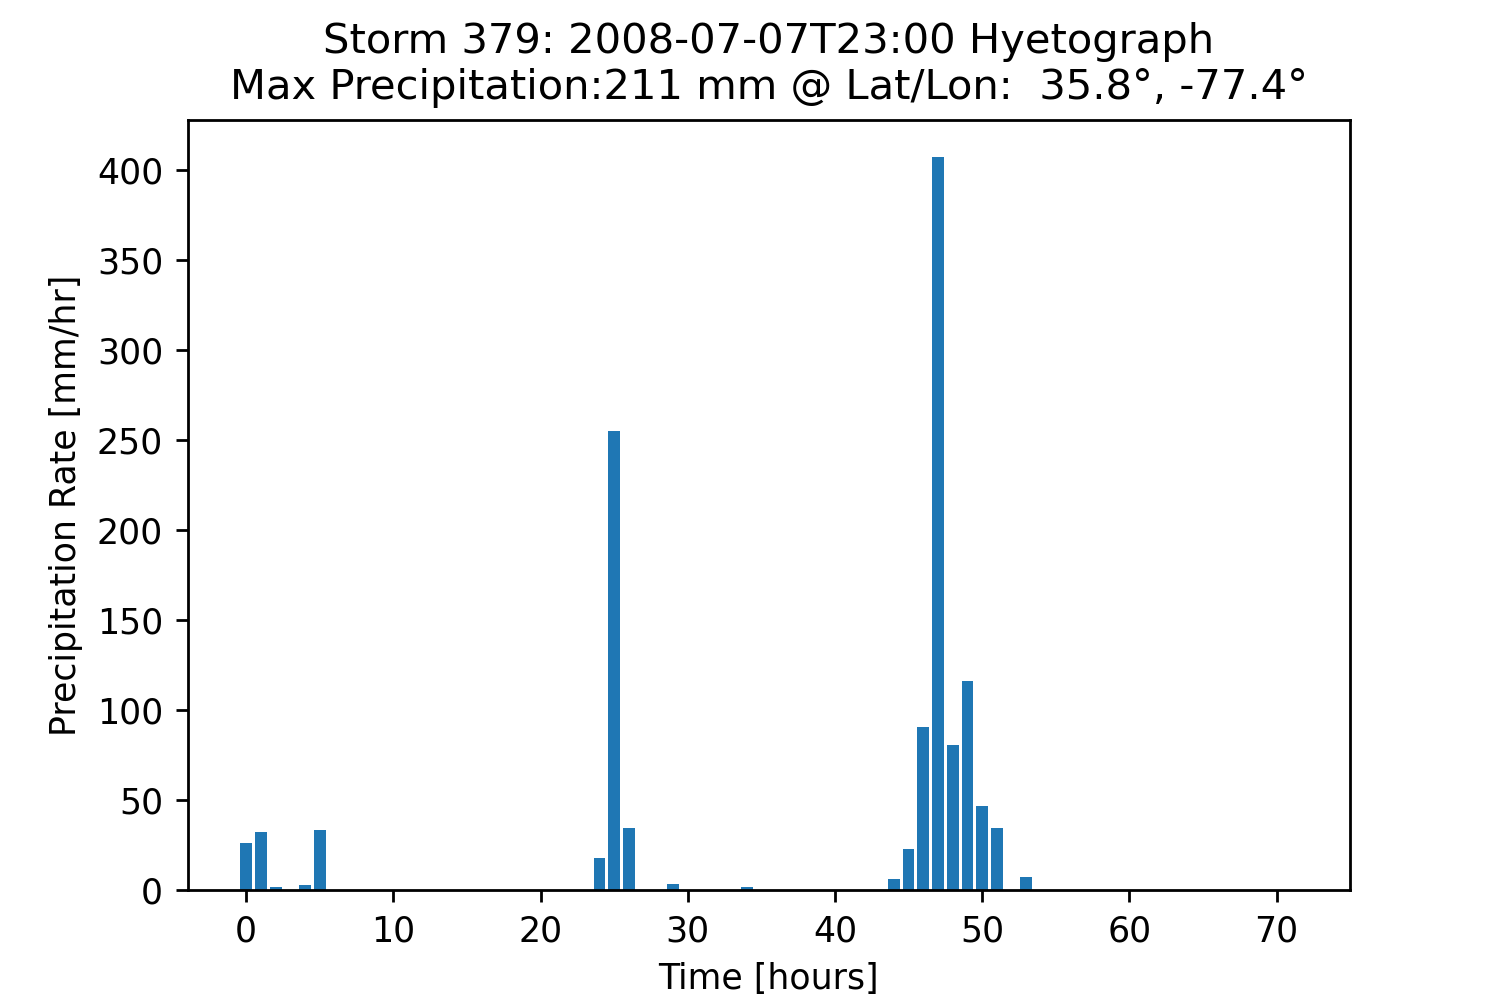 Storm 379: 2008-07-07T23:00 Hyetograph
Max Precipitation:211 mm @ Lat/Lon:  35.8°, -77.4°
Precipitation Rate [mm/hr]
400
350
300
250
200
150
100
50
0
0 10 20 30 40 50 60 70
Time [hours]